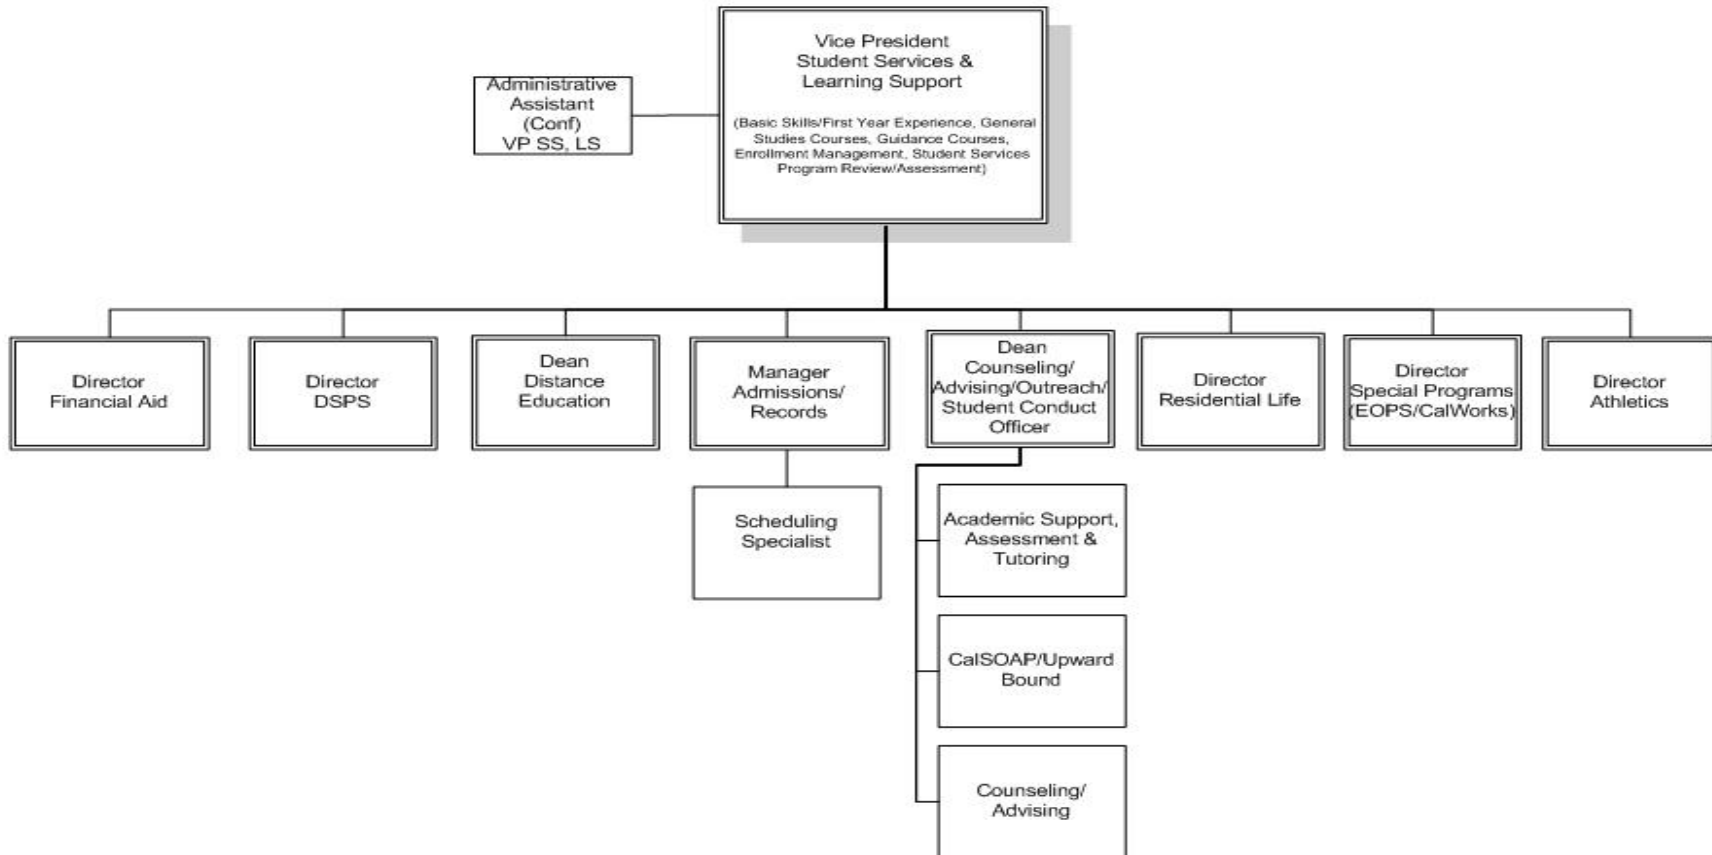 Vice President
Student Services &
Learning Support
(Basic Skills/First Year Experience, General
Studies Courses, Guidance Courses,
Enrollment Management, Student Services
Program Review/Assessment)
Administrative
Assistant
(Conf)
VP SS, LS
Director
Financial Aid
Director
DSPS
Dean
Distance
Education
Manager
Admissions/
Records
Dean
Counseling/
Advising/Outreach/
Student Conduct
Officer
Director
Residential Life
Director
Special Programs
(EOPS/CalWorks)
Director
Athletics
Scheduling
Specialist
Academic Support,
Assessment &
Tutoring
CalSOAP/Upward
Bound
Counseling/
Advising